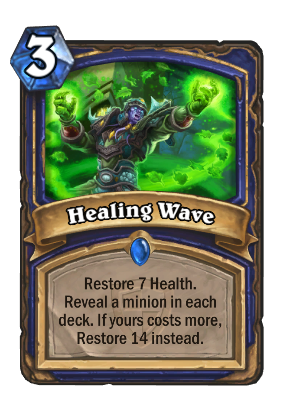 3
Healing Wave
Restore 7 Health.
Reveal a minion in each
deck. If yours costs more,
Restore 14 instead.